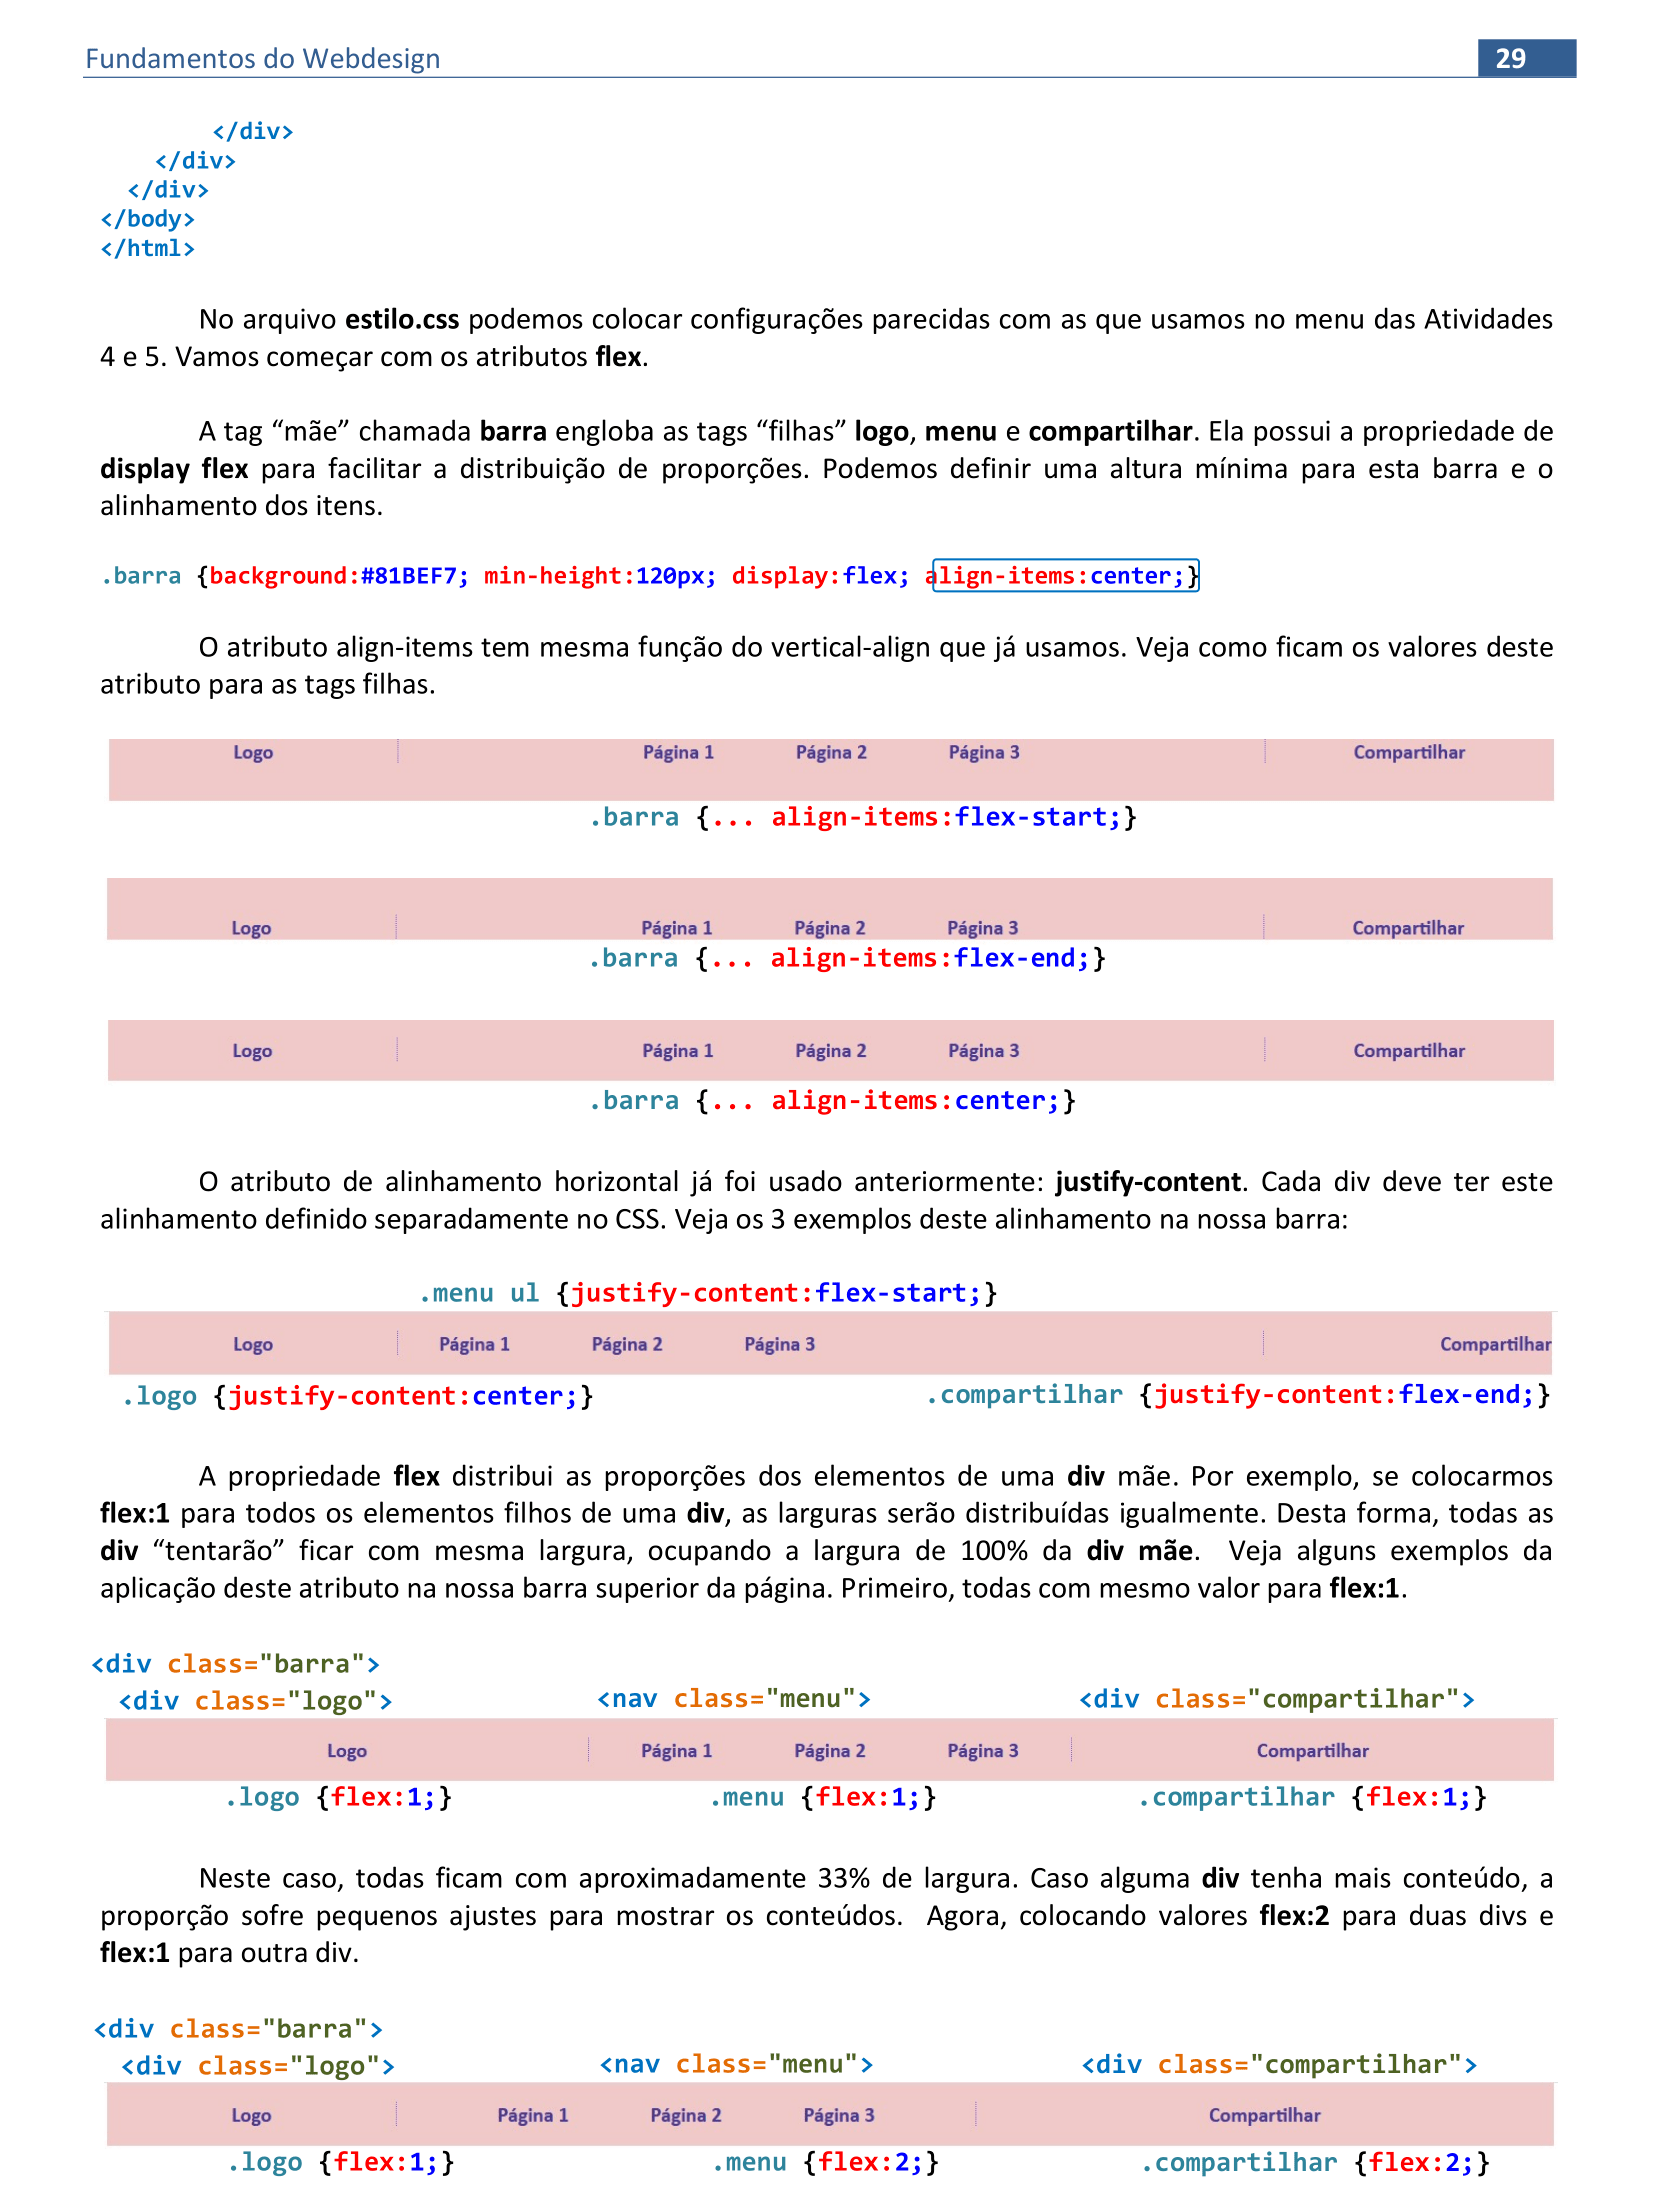 Fundamentos do Webdesign 29
</div>
</div>
</div>
</body>
</html>
No arquivo estilo.css podemos colocar configurações parecidas com as que usamos no menu das Atividades
4 e 5. Vamos começar com os atributos flex.
A tag “mãe” chamada barra engloba as tags “filhas” logo, menu e compartilhar. Ela possui a propriedade de
display flex para facilitar a distribuição de proporções. Podemos definir uma altura mínima para esta barra e o
alinhamento dos itens.
.barra {background:#81BEF7; min-height:120px; display:flex; align-items:center;}
O atributo align-items tem mesma função do vertical-align que já usamos. Veja como ficam os valores deste
atributo para as tags filhas.
Logo Página 1 Página 2 Página 3 Compartilhar
.barra {... align-items:flex-start;}
Logo Página 1 Página 2 Página 3 Compartilhar
.barra {... align-items:flex-end;}
Logo Página 1 Página 2 Página 3 Compartilhar
.barra {... align-items:center;}
O atributo de alinhamento horizontal já foi usado anteriormente: justify-content. Cada div deve ter este
alinhamento definido separadamente no CSS. Veja os 3 exemplos deste alinhamento na nossa barra:
.menu ul {justify-content:flex-start;}
Logo Página 1 Página 2 Página 3 Compartilhar
.logo {justify-content:center;} .compartilhar {justify-content:flex-end;}
A propriedade flex distribui as proporções dos elementos de uma div mãe. Por exemplo, se colocarmos
flex:1 para todos os elementos filhos de uma div, as larguras serão distribuídas igualmente. Desta forma, todas as
div “tentarão” ficar com mesma largura, ocupando a largura de 100% da div mãe. Veja alguns exemplos da
aplicação deste atributo na nossa barra superior da página. Primeiro, todas com mesmo valor para flex:1.
<div class="barra">
<div class="logo"> <nav class="menu"> <div class="compartilhar">
Logo Página 1 Página 2 Página 3 Compartilhar
.logo {flex:1;} .menu {flex:1;} .compartilhar {flex:1;}
Neste caso, todas ficam com aproximadamente 33% de largura. Caso alguma div tenha mais conteúdo, a
proporção sofre pequenos ajustes para mostrar os conteúdos. Agora, colocando valores flex:2 para duas divs e
flex:1 para outra div.
<div class="barra">
<div class="logo"> <nav class="menu"> <div class="compartilhar">
Logo Página 1 Página 2 Página 3 Compartilhar
.logo {flex:1;} .menu {flex:2;} .compartilhar {flex:2;}